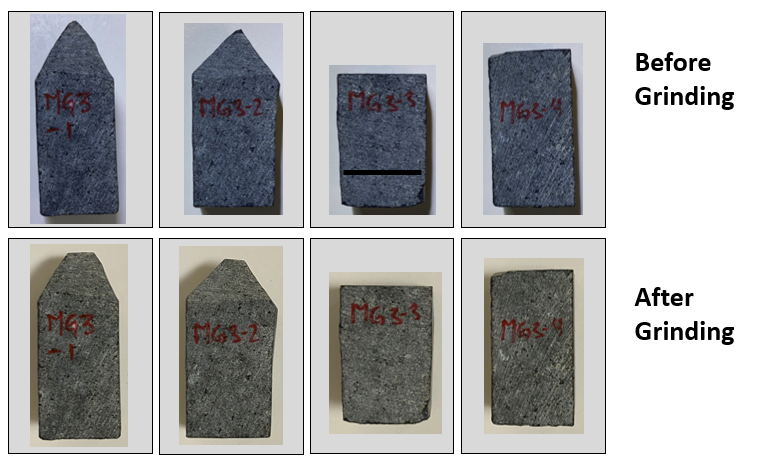 MG3
-1
MG3-2
MG3-3
MG3-4
Before
Grinding
MG3
-1
MG3-2
MG3-3
MG3-4
After
Grinding